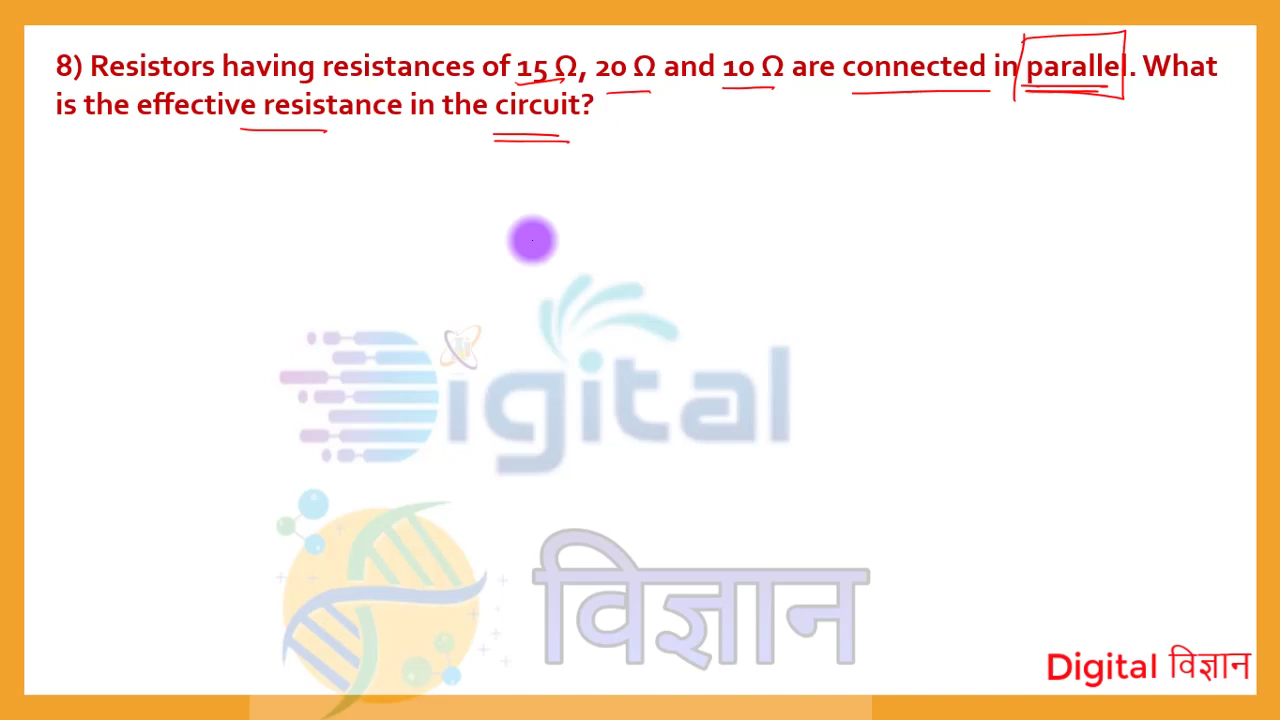 8) Resistors having resistances of 15 Ω, 20 Ω and 10 Ω are connected in parallel. What
is the effective resistance in the circuit?
Digital
विज्ञान
Digital विज्ञान